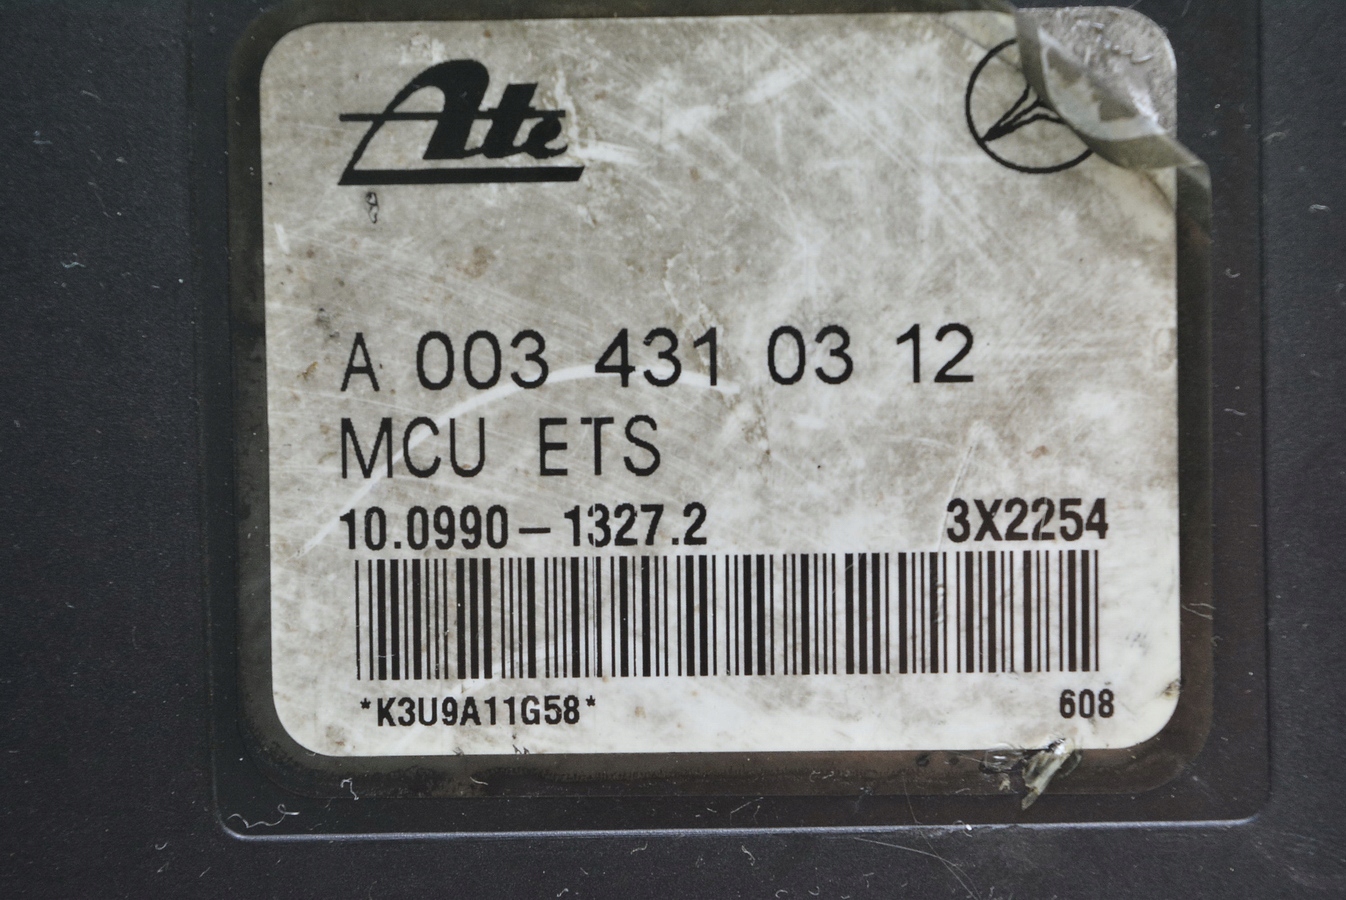 Ate
A 003 431 03 12
MCU ETS
10.0990-1327.2 3X2254
*K3U9A11G58* 608